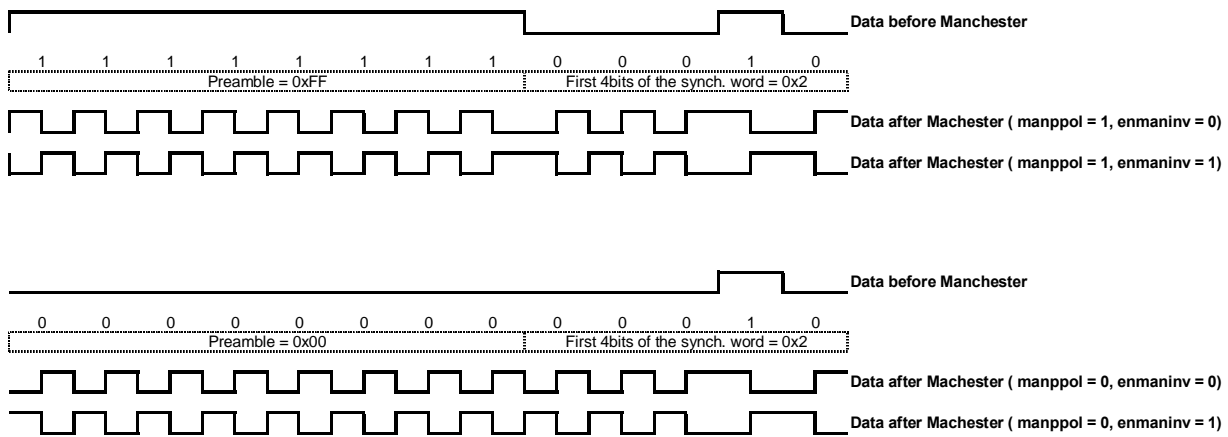 Data before Manchester
1 1 1 1 1 1 1 1 0 0 0 1 0
Preamble = 0xFF First 4bits of the synch. word = 0x2
Data after Machester ( manppol = 1, enmaninv = 0)
Data after Machester ( manppol = 1, enmaninv = 1)
Data before Manchester
0 0 0 0 0 0 0 0 0 0 0 1 0
Preamble = 0x00 First 4bits of the synch. word = 0x2
Data after Machester ( manppol = 0, enmaninv = 0)
Data after Machester ( manppol = 0, enmaninv = 1)